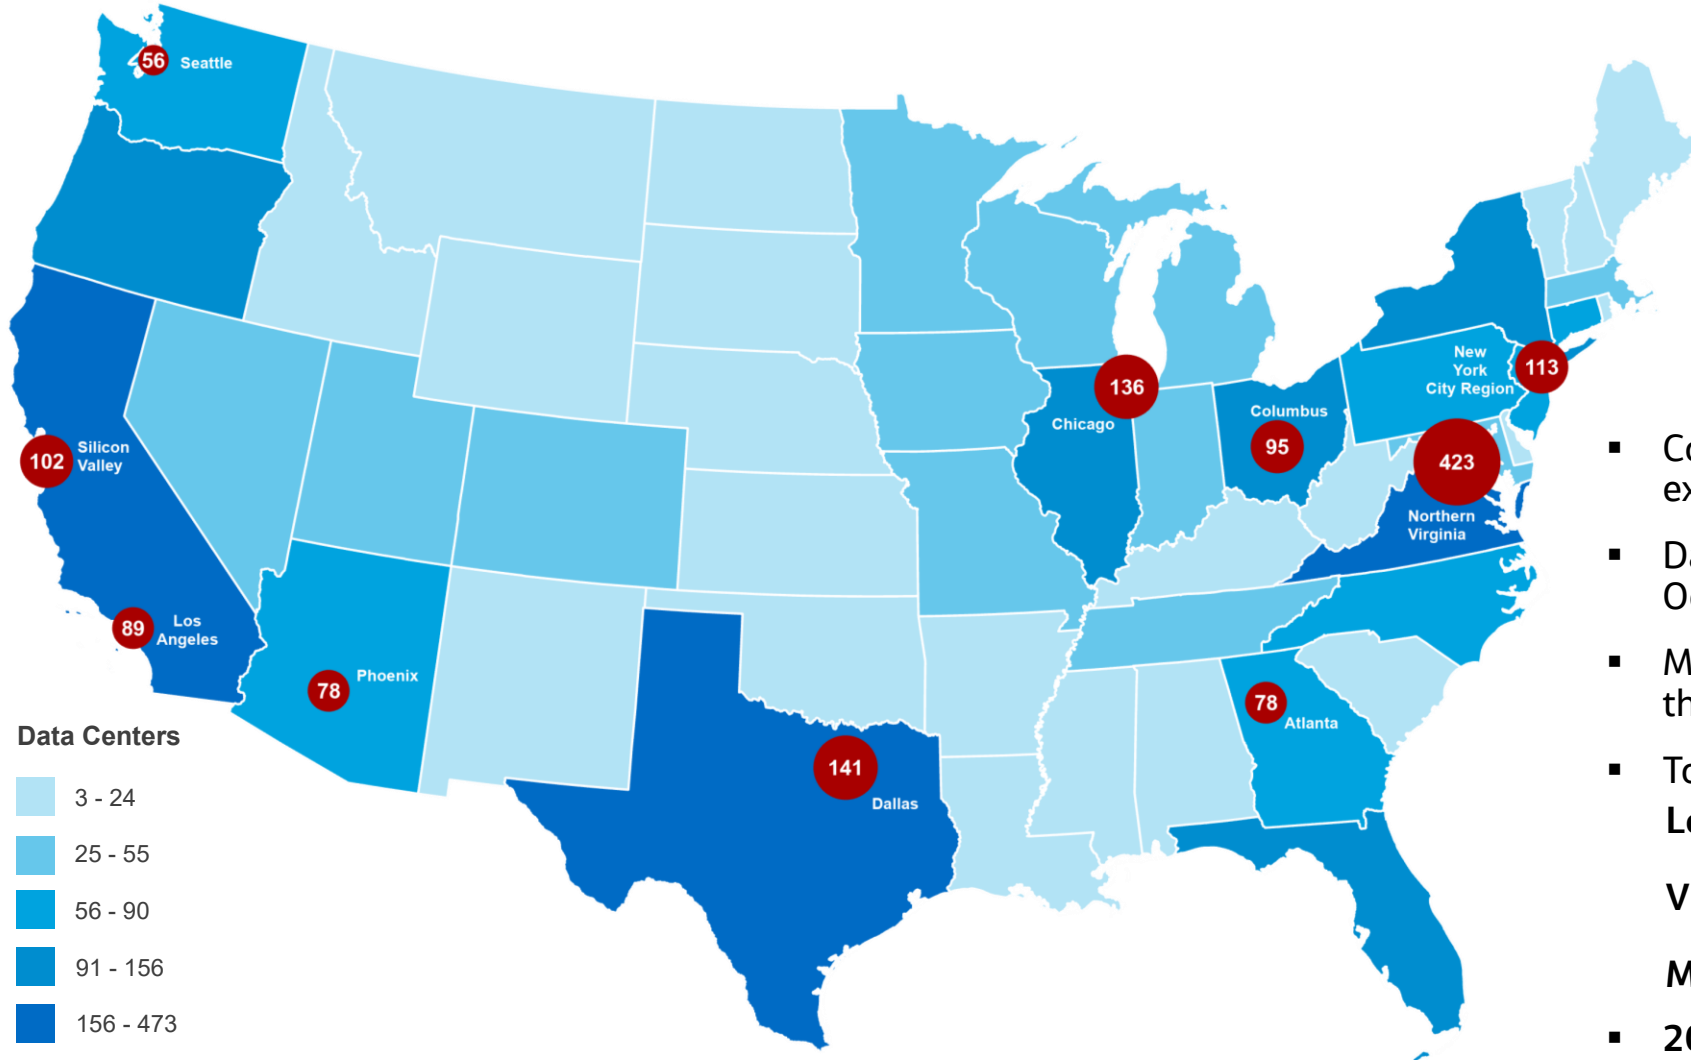 56 Seattle
New
York
City Region
113
136
Chicago
Columbus
95
423
Northern
Virginia
102
Silicon
Valley
89
Los
Angeles
78
Phoenix
78
Atlanta
141
Dallas
Data Centers
3 - 24
25 - 55
56 - 90
91 - 156
156 - 473